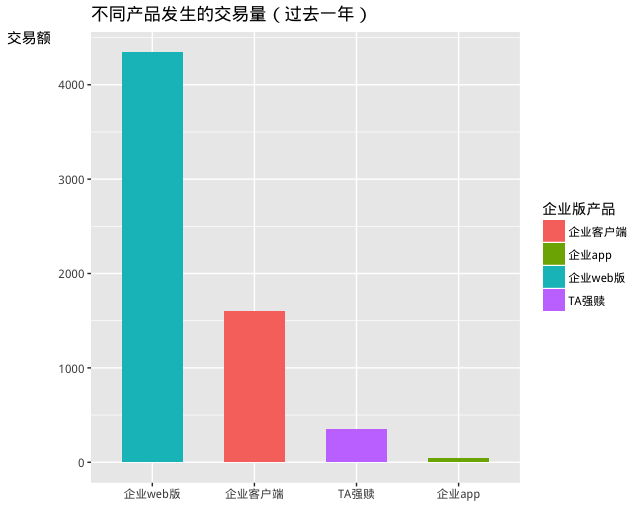 不同产品发生的交易量（过去一年）
交易额
4000
3000
2000
1000
0
企业web版
企业客户端
TA强赎
企业app
企业版产品
企业客户端
企业app
企业web版
TA强赎